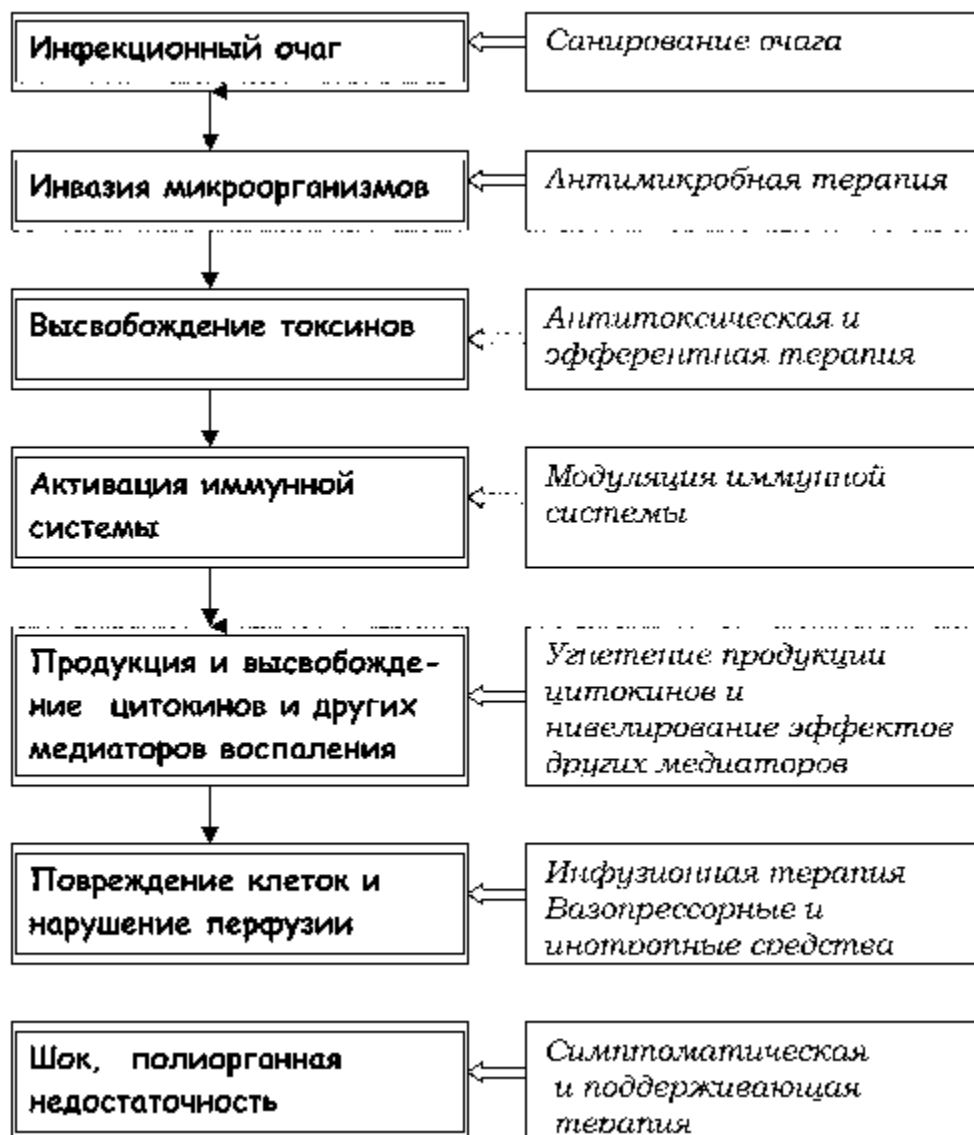 Инфекционный очаг
Санирование очага
Инвазия микроорганизмов
Антимикробная терапия
Высвобождение токсинов
Антитоксическая и
эфферентная терапия
Активация иммунной
системы
Модуляция иммунной
системы
Продукция и высвобожде-
ние цитокинов и других
медиаторов воспаления
Угнетение продукции
цитокинов и
нивелирование эффектов
других медиаторов
Повреждение клеток и
нарушение перфузии
Инфузионная терапия
Вазопрессорные и
инотропные средства
Шок, полиорганная
недостаточность
Симптоматическая
и поддерживающая
терапия